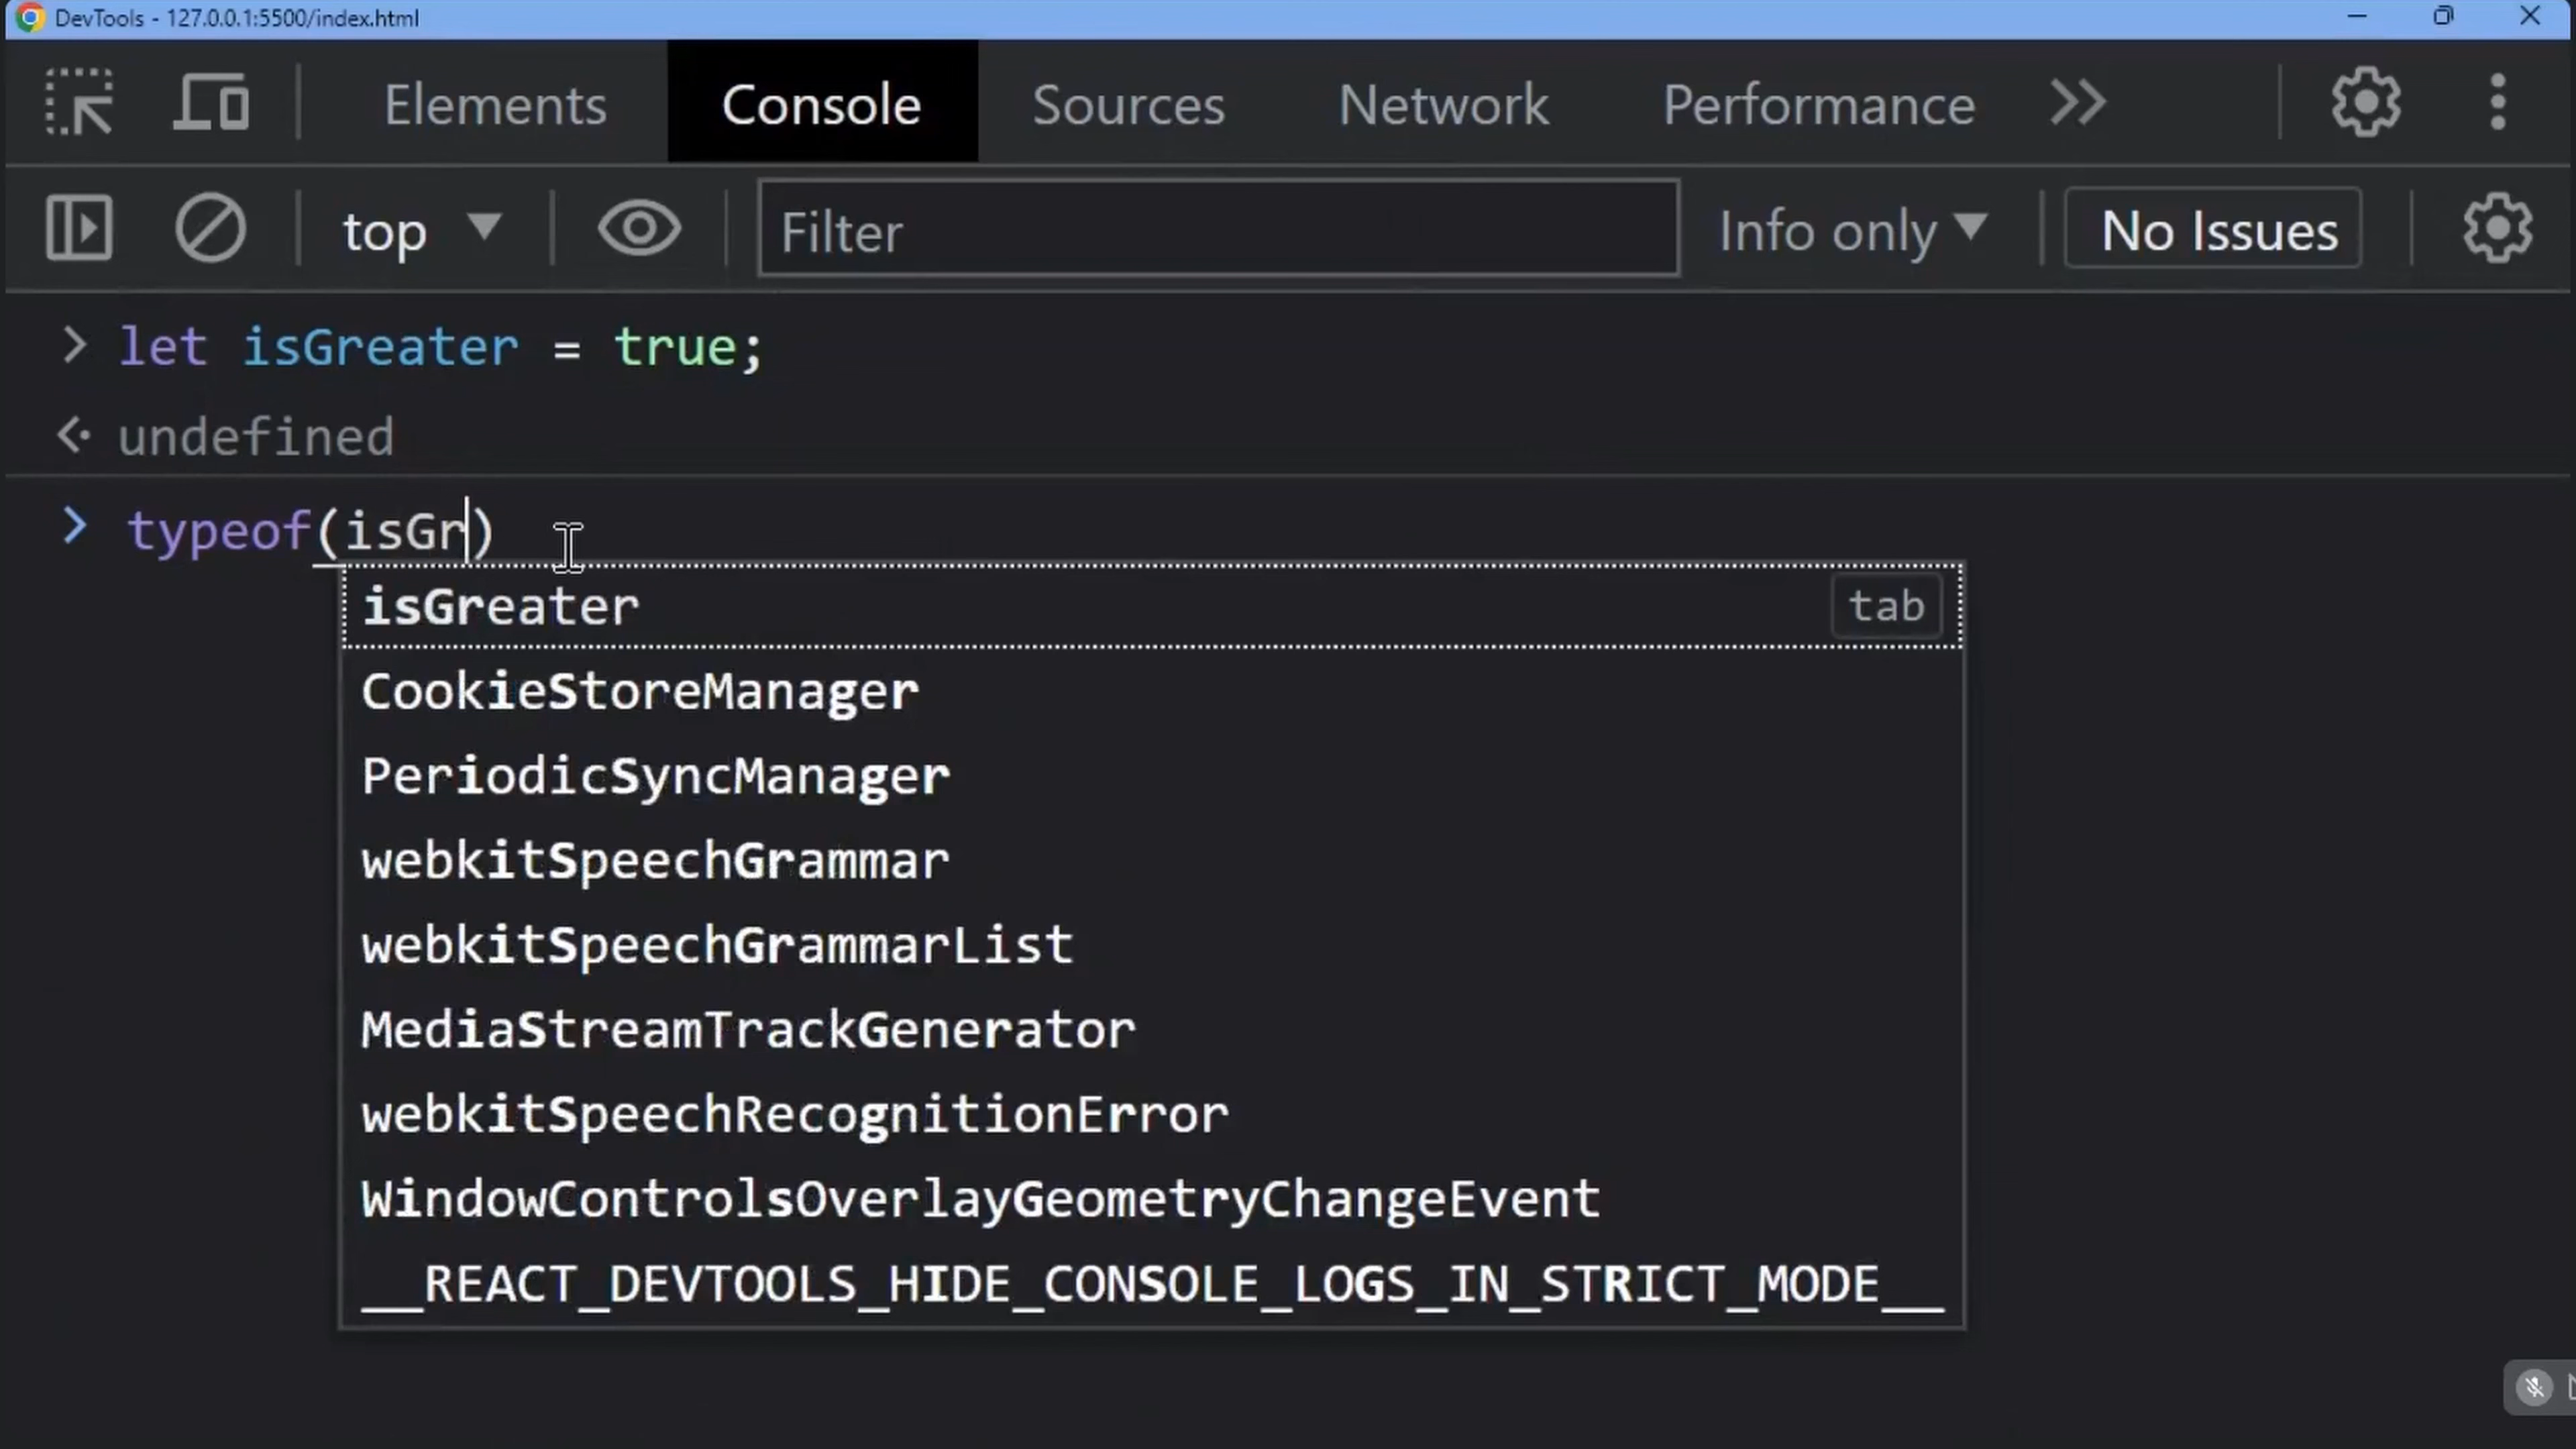 DevTools - 127.0.0.1:5500/index.html
Elements Console Sources Network Performance
top Filter Info only No Issues
let isGreater = true;
undefined
typeof(isGr)
isGreater tab
CookieStoreManager
PeriodicSyncManager
webkitSpeechGrammar
webkitSpeechGrammarList
MediaStreamTrackGenerator
webkitSpeechRecognitionError
WindowControlsOverlayGeometryChangeEvent
__REACT_DEVTOOLS_HIDE_CONSOLE_LOGS_IN_STRICT_MODE__